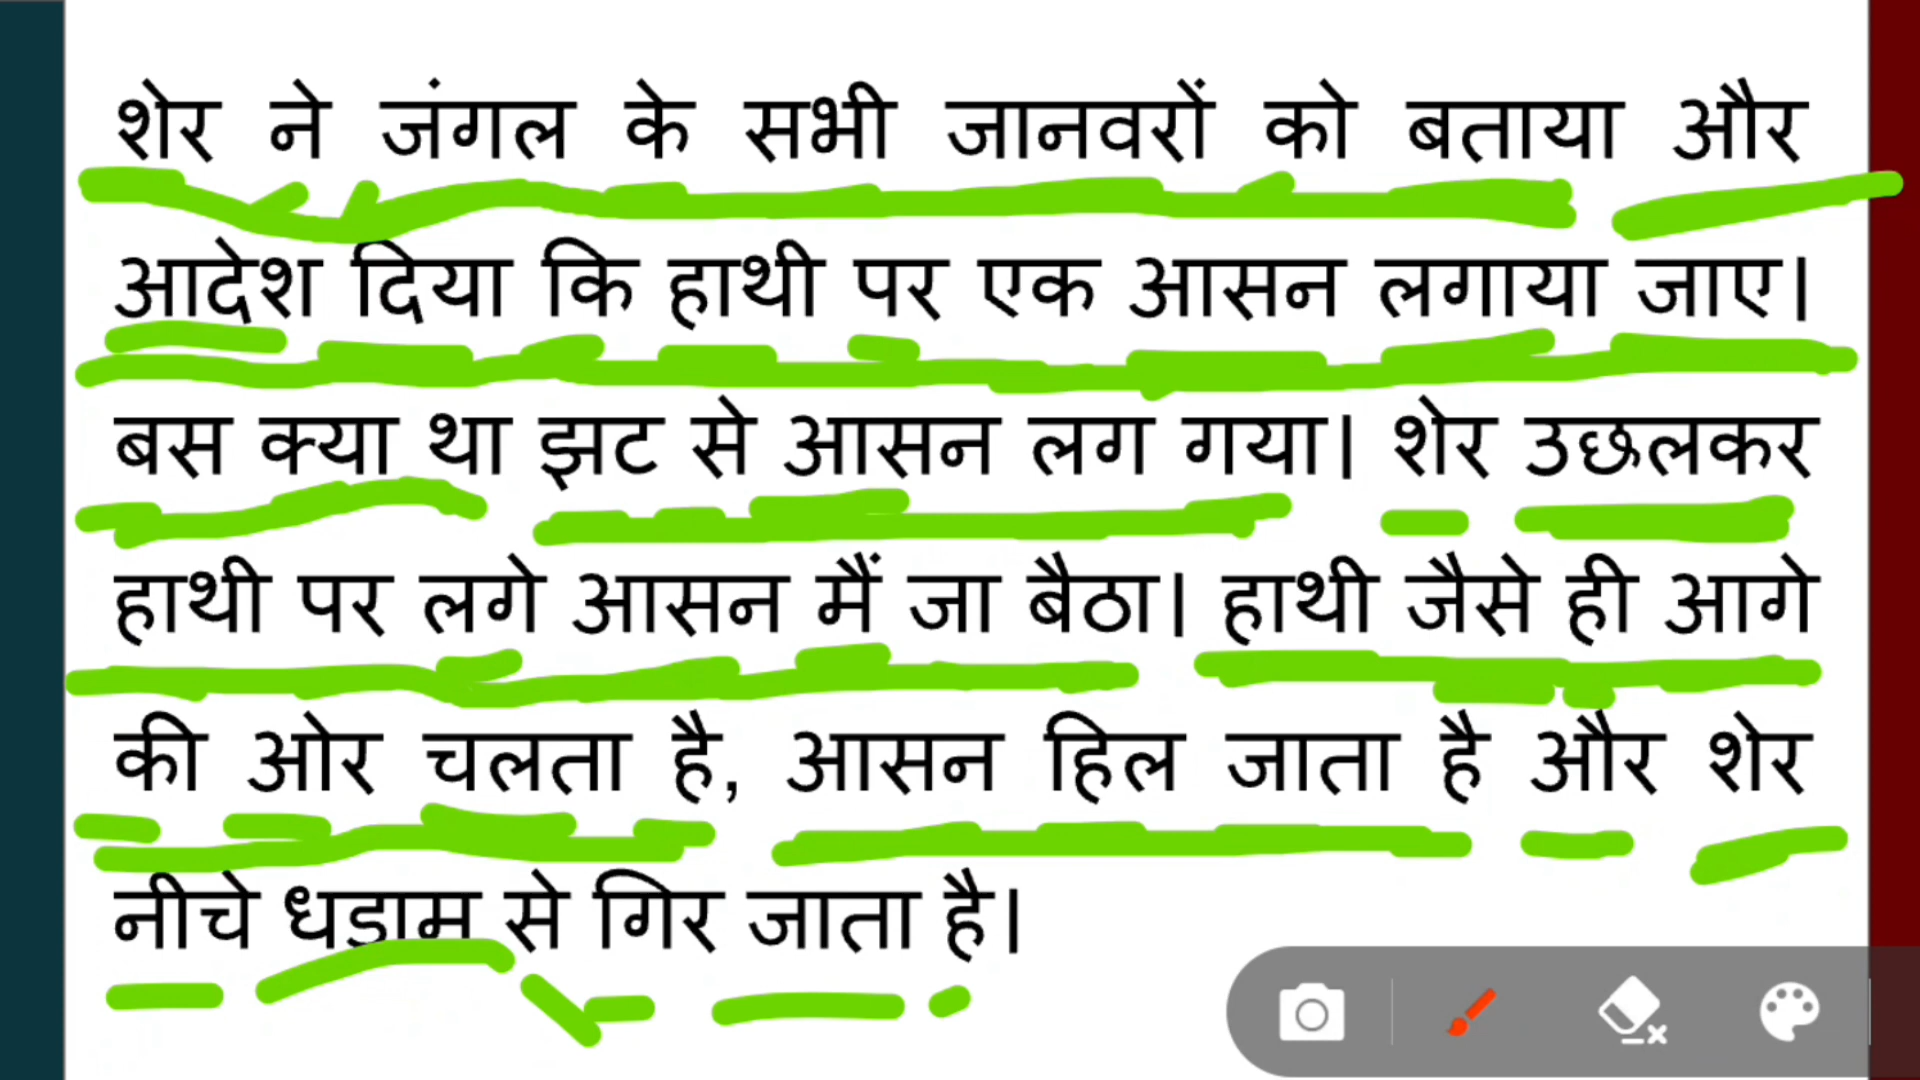 शेर ने जंगल के सभी जानवरों को बताया और
आदेश दिया कि हाथी पर एक आसन लगाया जाए।
बस क्या था झट से आसन लग गया। शेर उछलकर
हाथी पर लगे आसन मैं जा बैठा। हाथी जैसे ही आगे
की ओर चलता है, आसन हिल जाता है और शेर
नीचे धड़ाम से गिर जाता है।